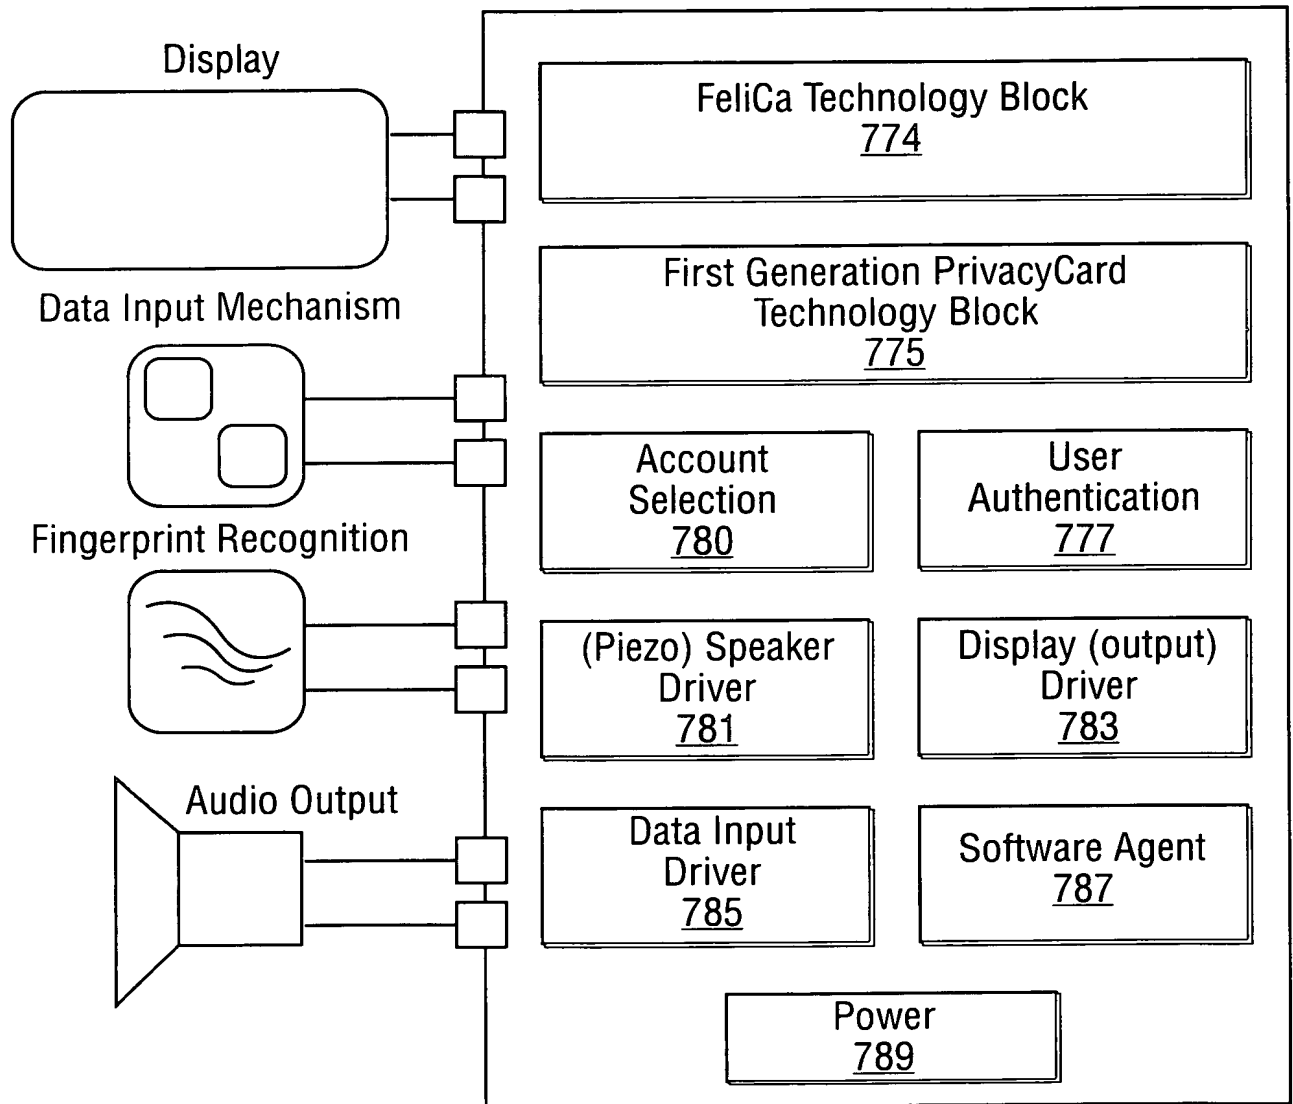 Display
FeliCa Technology Block
774
First Generation PrivacyCard
Technology Block
775
Data Input Mechanism
Account
Selection
780
User
Authentication
777
Fingerprint Recognition
(Piezo) Speaker
Driver
781
Display (output)
Driver
783
Audio Output
Data Input
Driver
785
Software Agent
787
Power
789